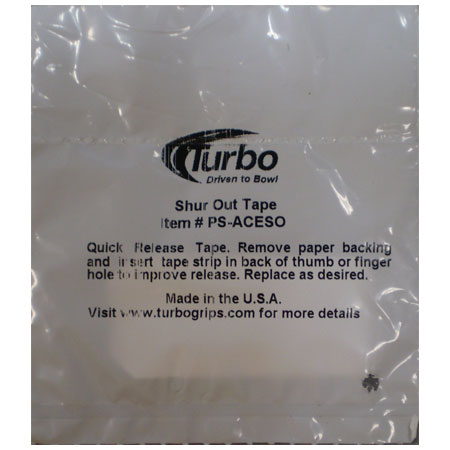 Turbo
Driven to Bowl
Shur Out Tape
Item # PS-ACESO
Quick Release Tape. Remove paper backing
and insert tape strip in back of thumb or finger
hole to improve release. Replace as desired.
Made in the U.S.A.
Visit www.turbogrips.com for more details